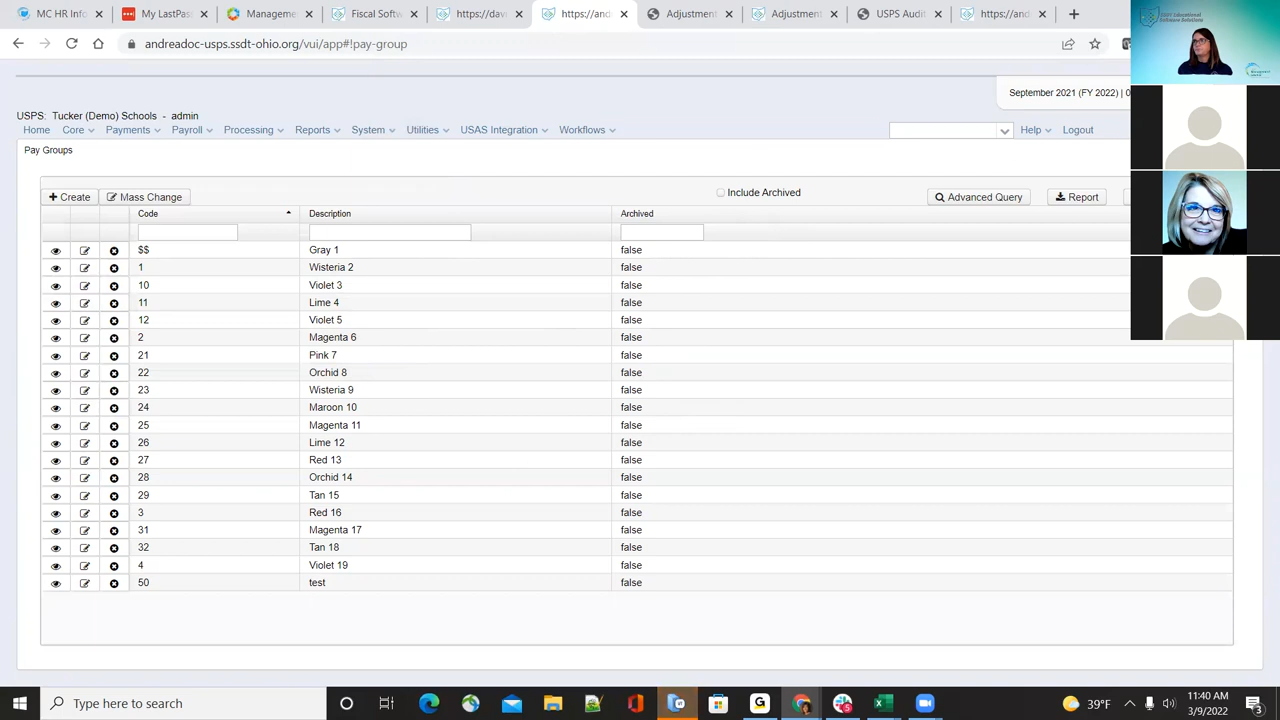 MC HR Info
My LastPas
Manageme
Fiscal Softw
https://and
Adjustment
Adjustment
https://and
andreadoc-usps.ssdt-ohio.org/vui/app#!pay-group
SSDT Educational
Software Solutions
September 2021 (FY 2022) | 0
USPS: Tucker (Demo) Schools - admin
Home Core Payments Payroll Processing Reports System Utilities USAS Integration Workflows Help Logout
Pay Groups
Create Mass Change Include Archived Advanced Query Report
Code Description Archived
$$ Gray 1 false
1 Wisteria 2 false
10 Violet 3 false
11 Lime 4 false
12 Violet 5 false
2 Magenta 6 false
21 Pink 7 false
22 Orchid 8 false
23 Wisteria 9 false
24 Maroon 10 false
25 Magenta 11 false
26 Lime 12 false
27 Red 13 false
28 Orchid 14 false
29 Tan 15 false
3 Red 16 false
31 Magenta 17 false
32 Tan 18 false
4 Violet 19 false
50 test false
Type here to search
39°F
11:40 AM
3/9/2022
3